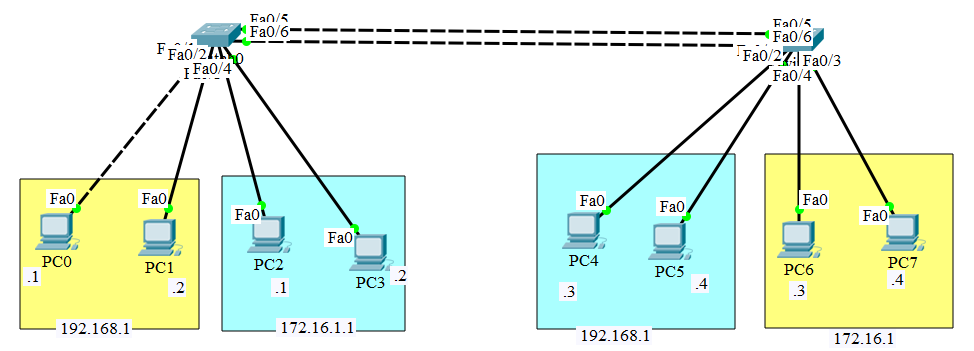 Fa0/5
Fa0/6
Fa0/2
Fa0/4
Fa0/5
Fa0/6
Fa0/2
Fa0/3
Fa0/4
Fa0
Fa0
Fa0
Fa0
Fa0
Fa0
Fa0
Fa0
PC0
PC1
PC2
PC3
PC4
PC5
PC6
PC7
.1
.2
.1
.2
.3
.4
.3
.4
192.168.1
172.16.1.1
192.168.1
172.16.1